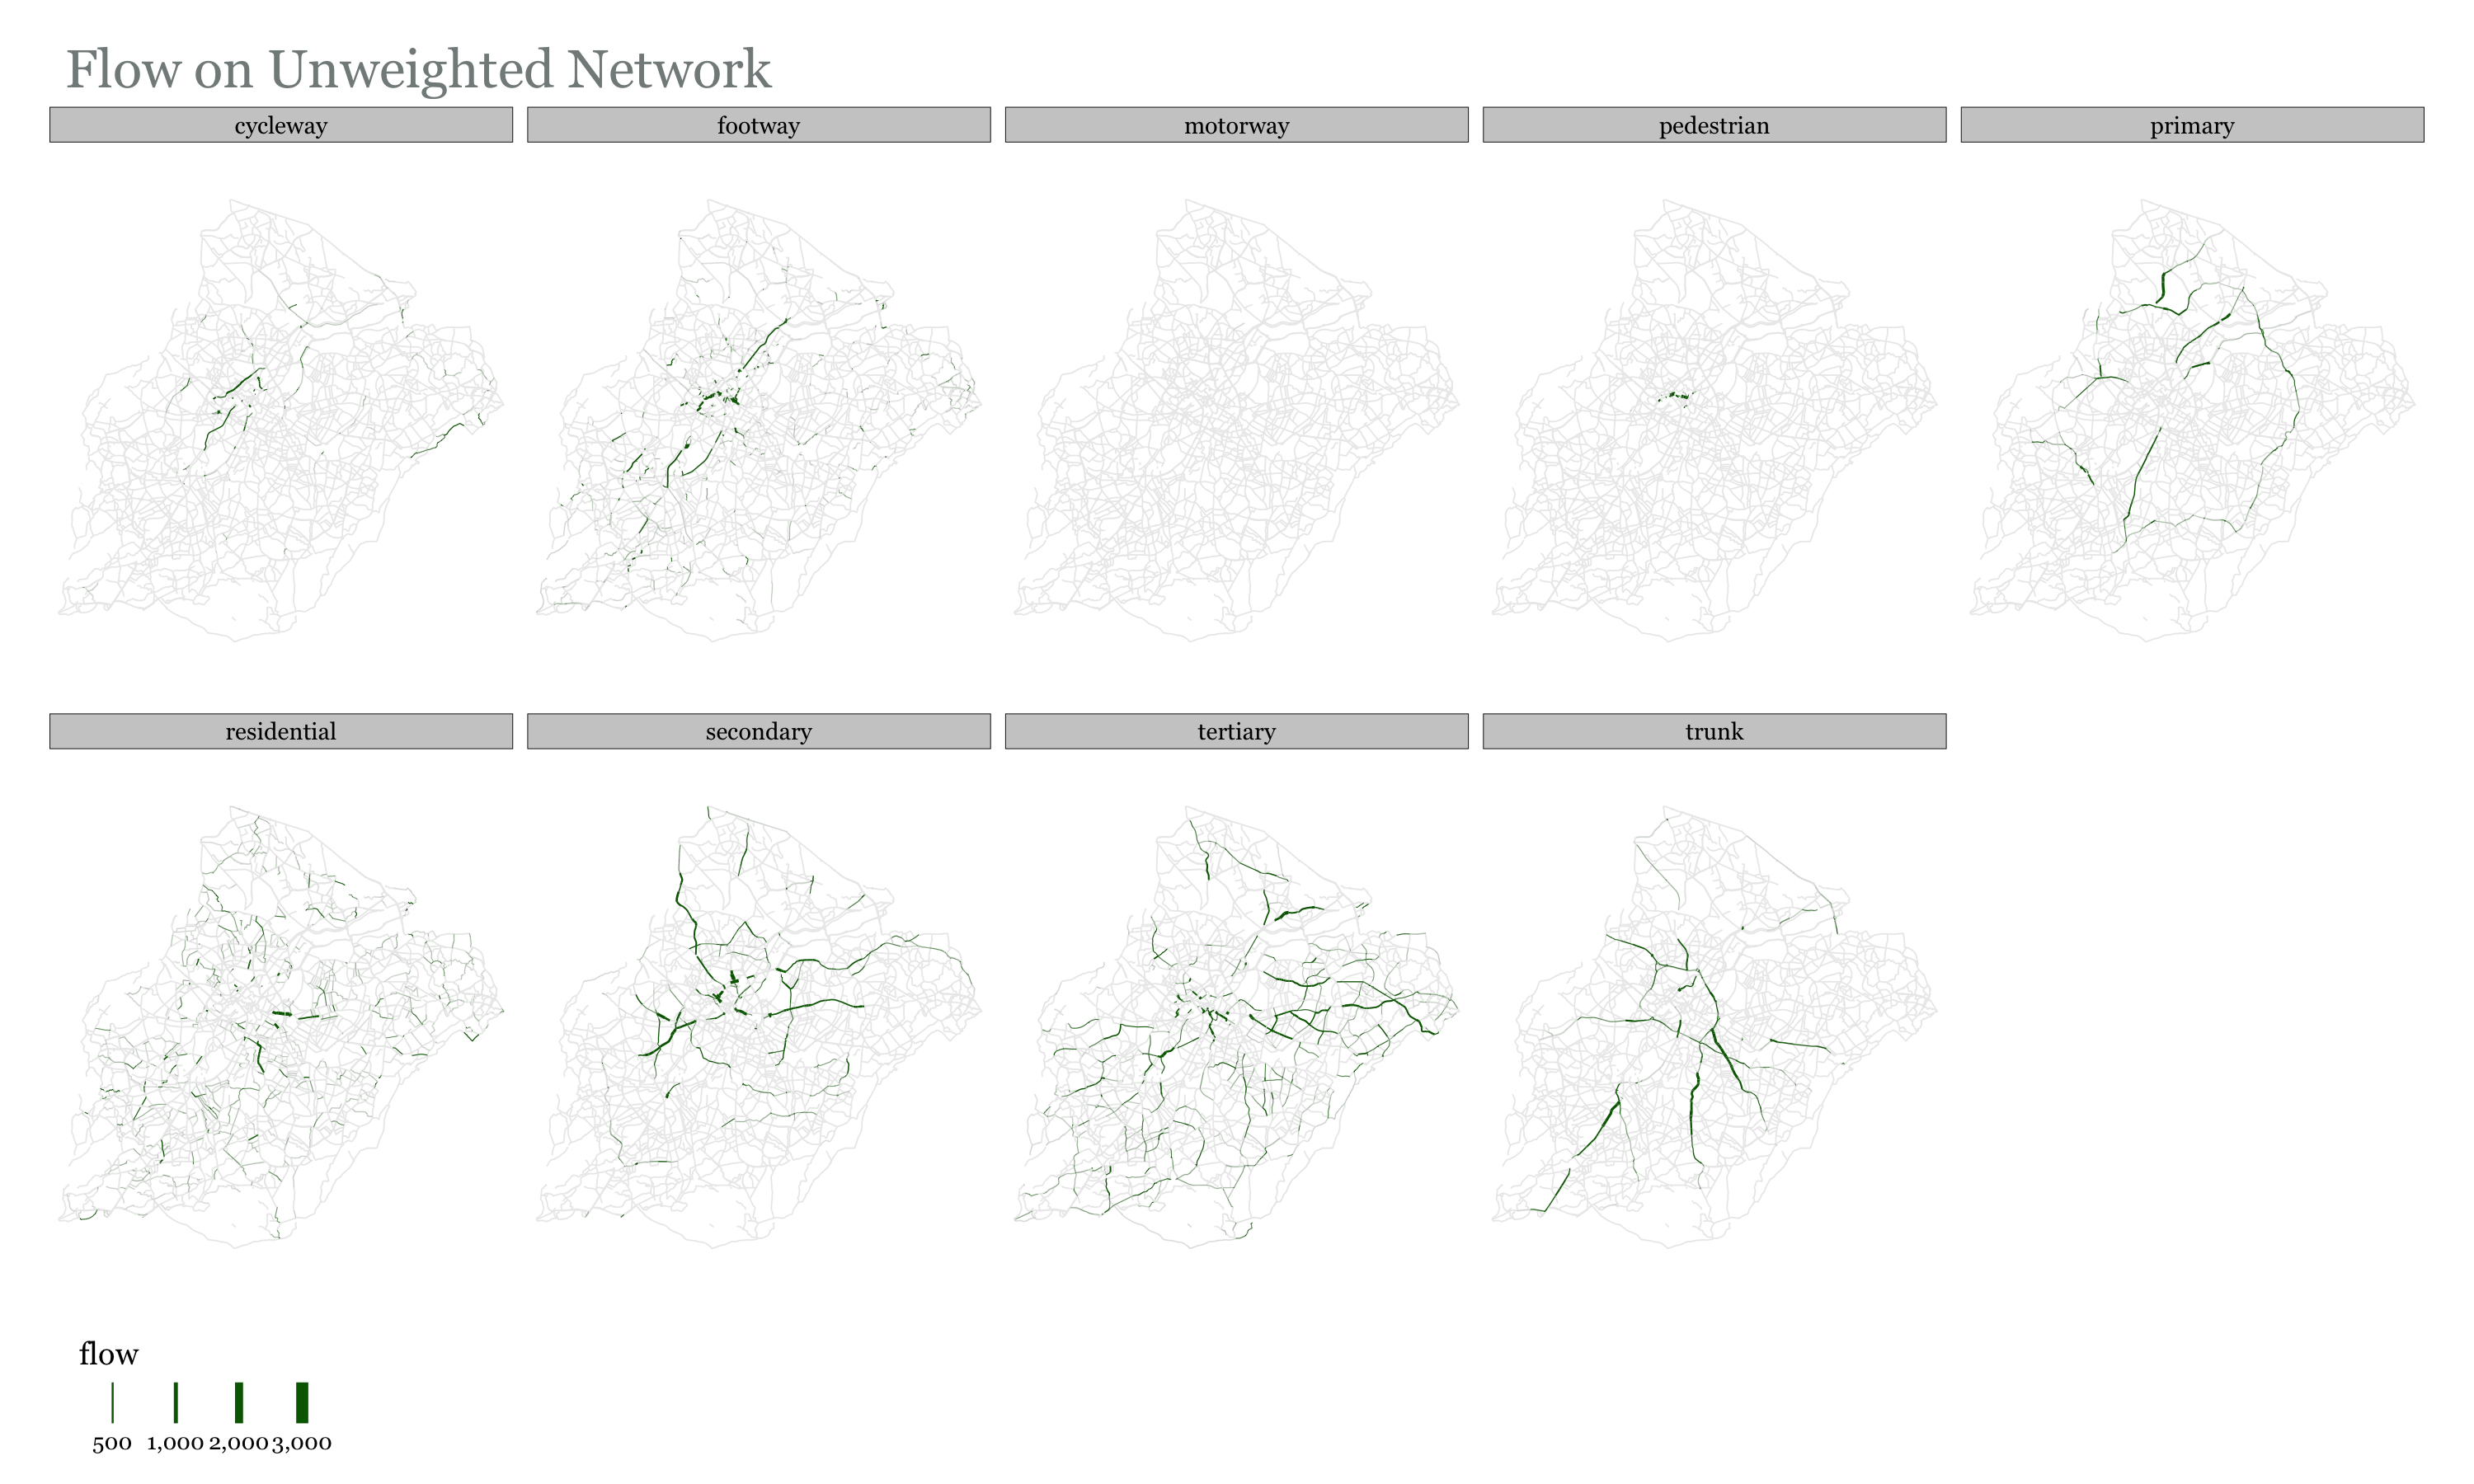 Flow on Unweighted Network
cycleway footway motorway pedestrian primary
residential secondary tertiary trunk
flow
500 1,000 2,000 3,000